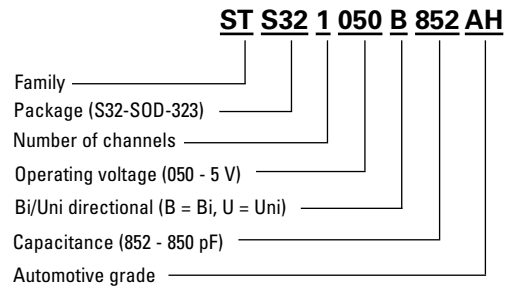 ST S32 1 050 B 852 AH
Family
Package (S32-SOD-323)
Number of channels
Operating voltage (050 - 5 V)
Bi/Uni directional (B = Bi, U = Uni)
Capacitance (852 - 850 pF)
Automotive grade